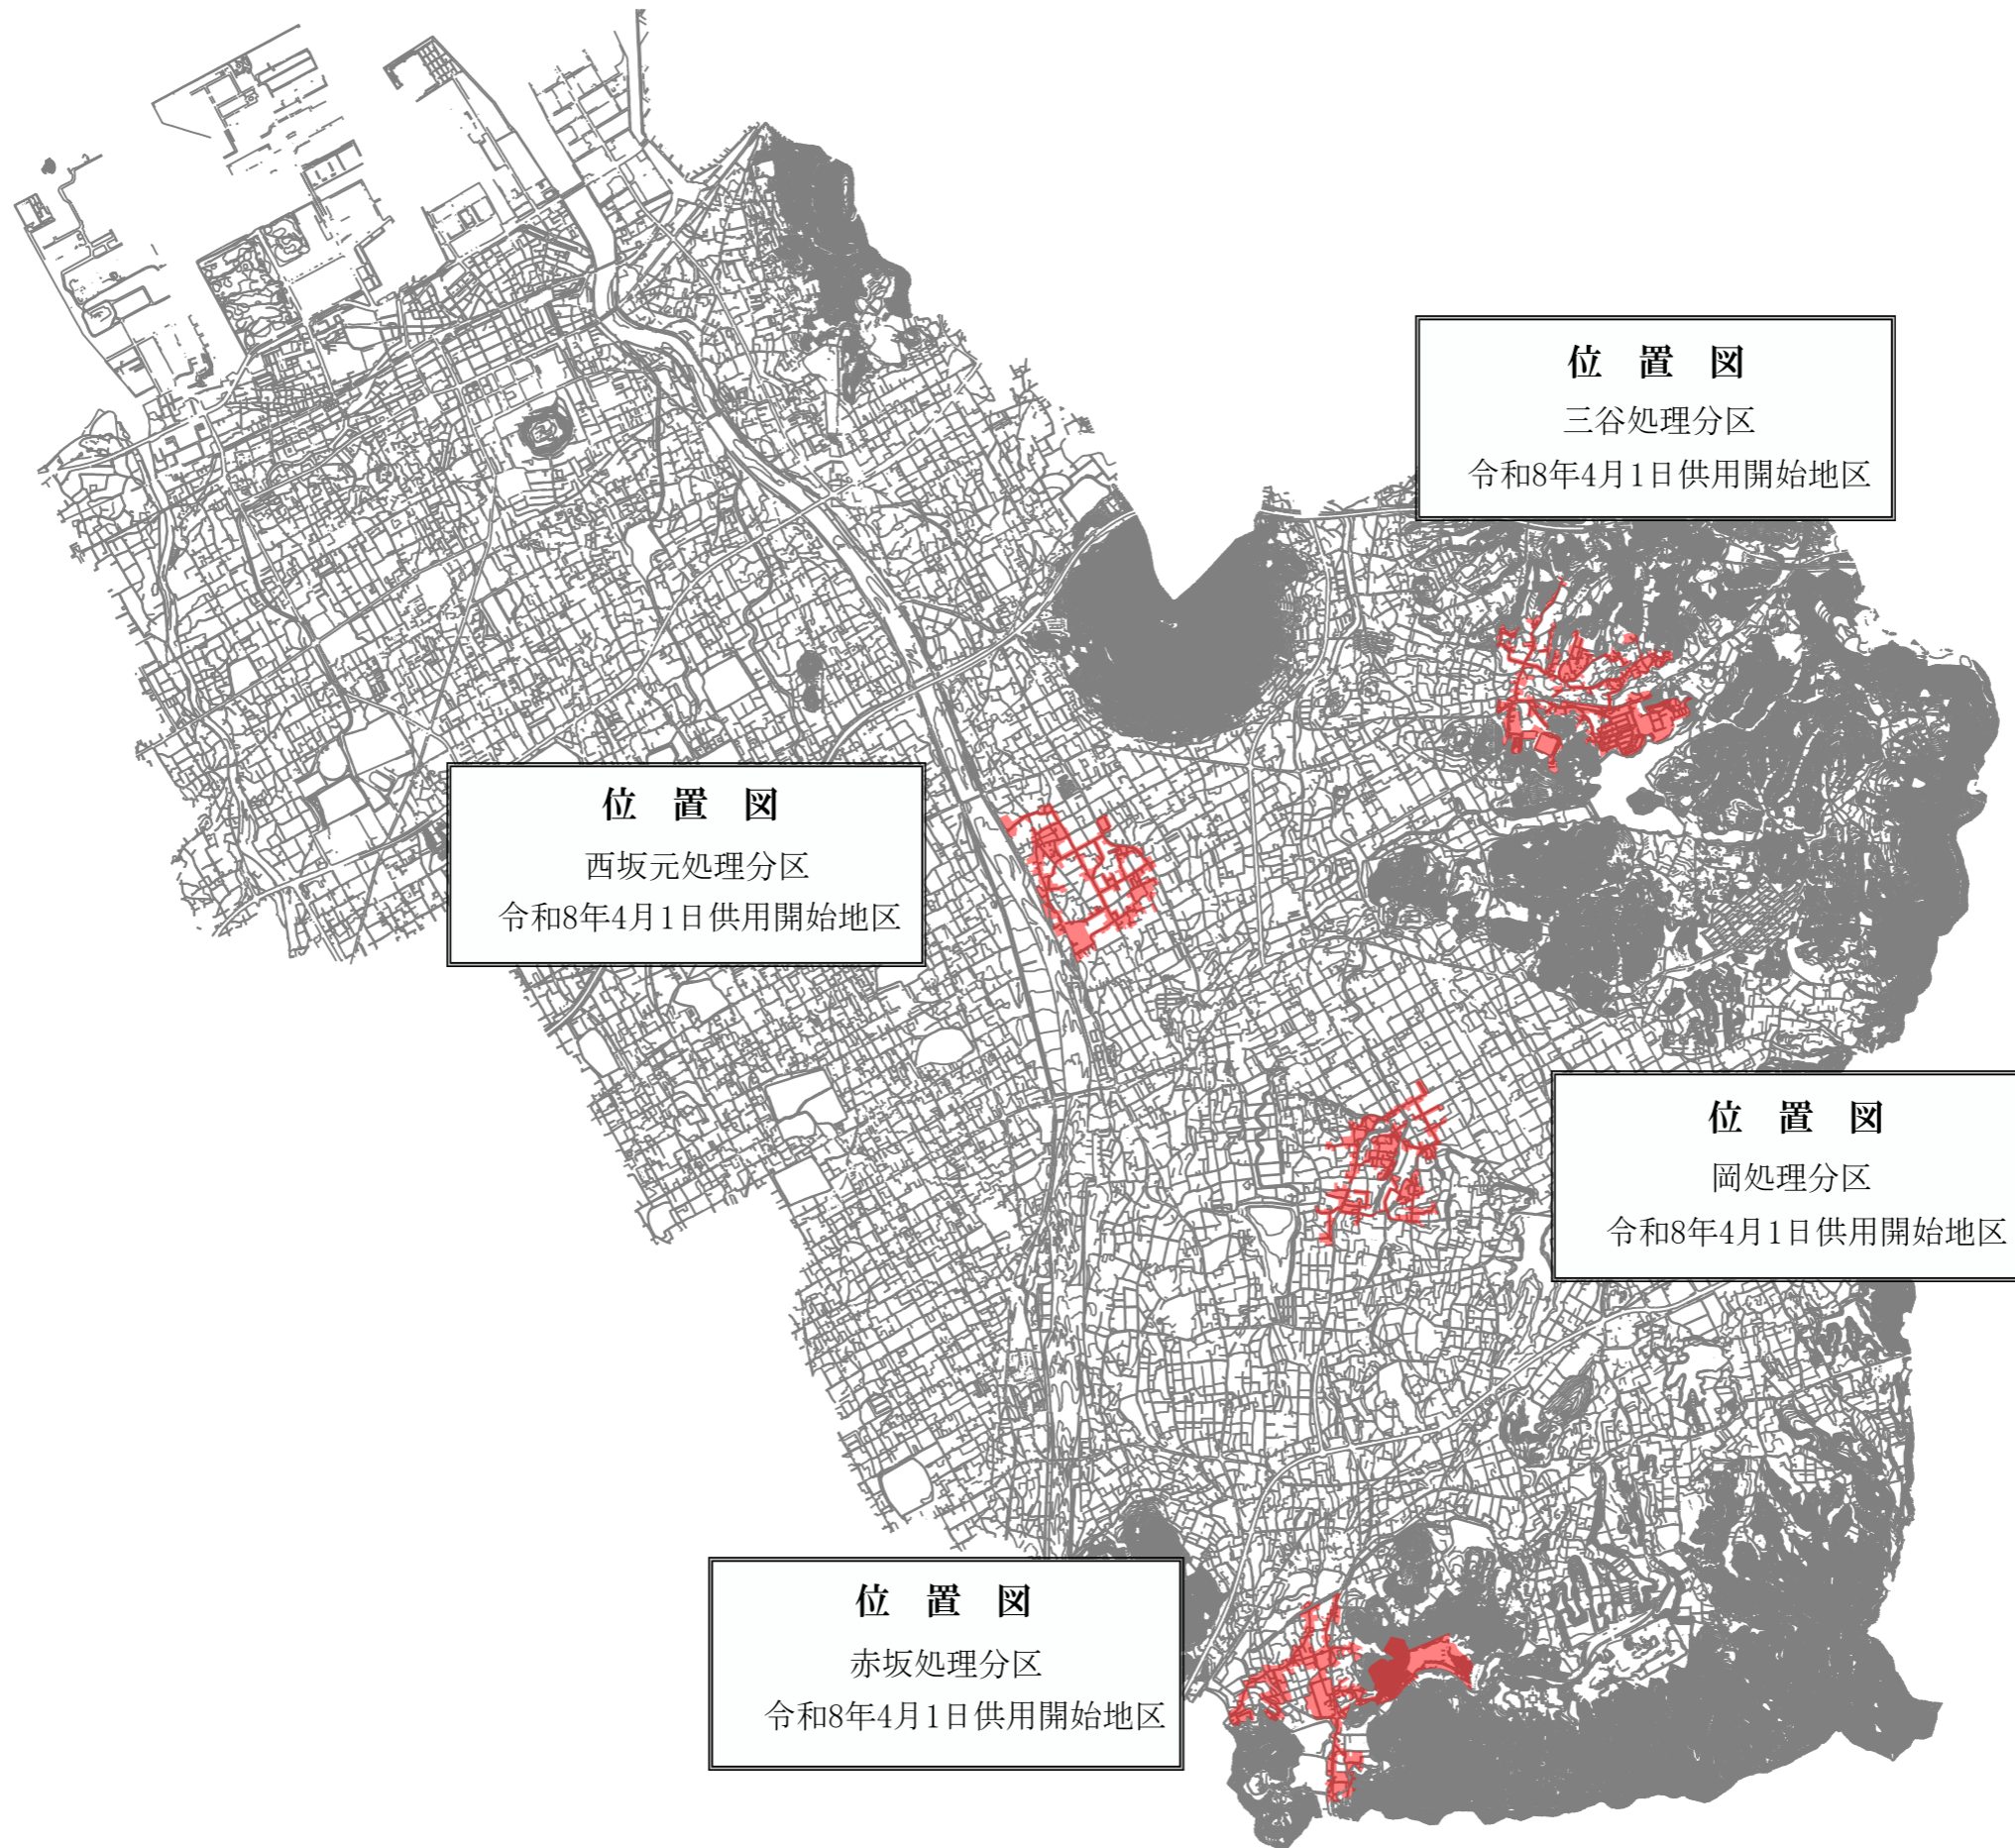 位 置 図
三谷処理分区
令和8年4月1日供用開始地区
位 置 図
西坂元処理分区
令和8年4月1日供用開始地区
位 置 図
岡処理分区
令和8年4月1日供用開始地区
位 置 図
赤坂処理分区
令和8年4月1日供用開始地区